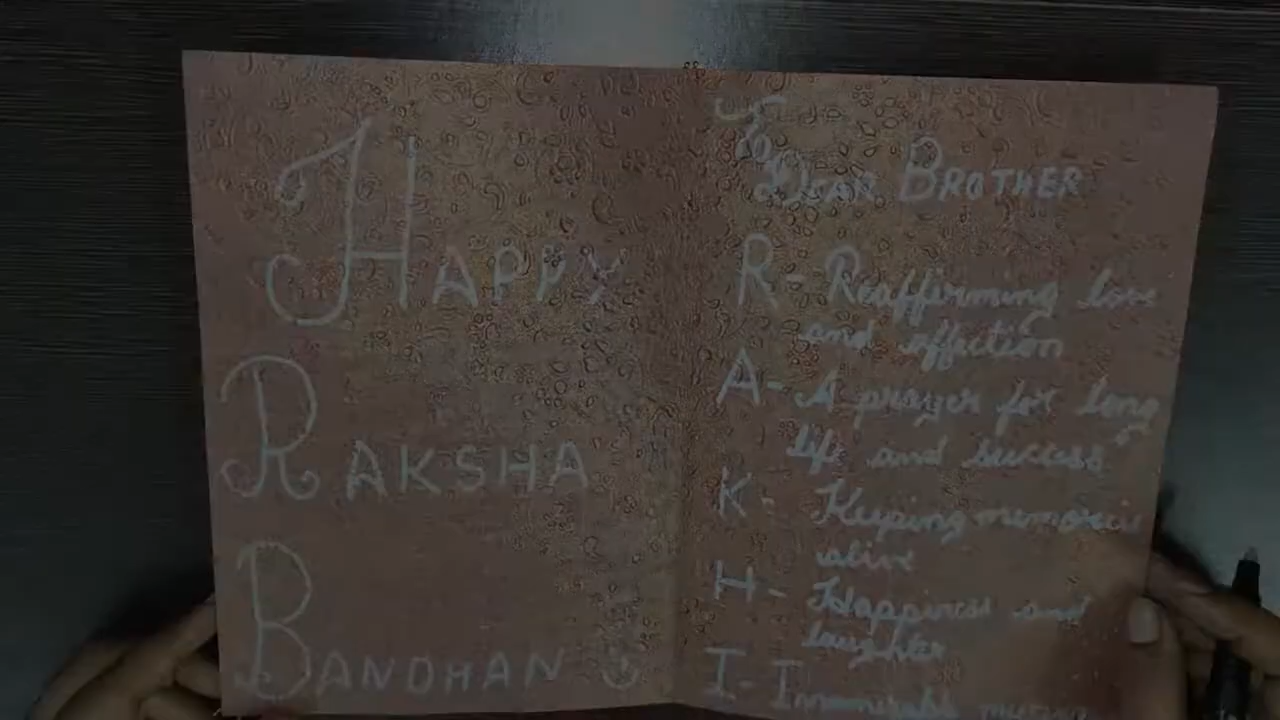 HAPPY
RAKSHA
BANDHAN
To,
DEAR BROTHER
R- Reaffirming love
and affection
A- A prayer for long
life and success
K- Keeping memories
alive
H- Happiness and
laughter
I-